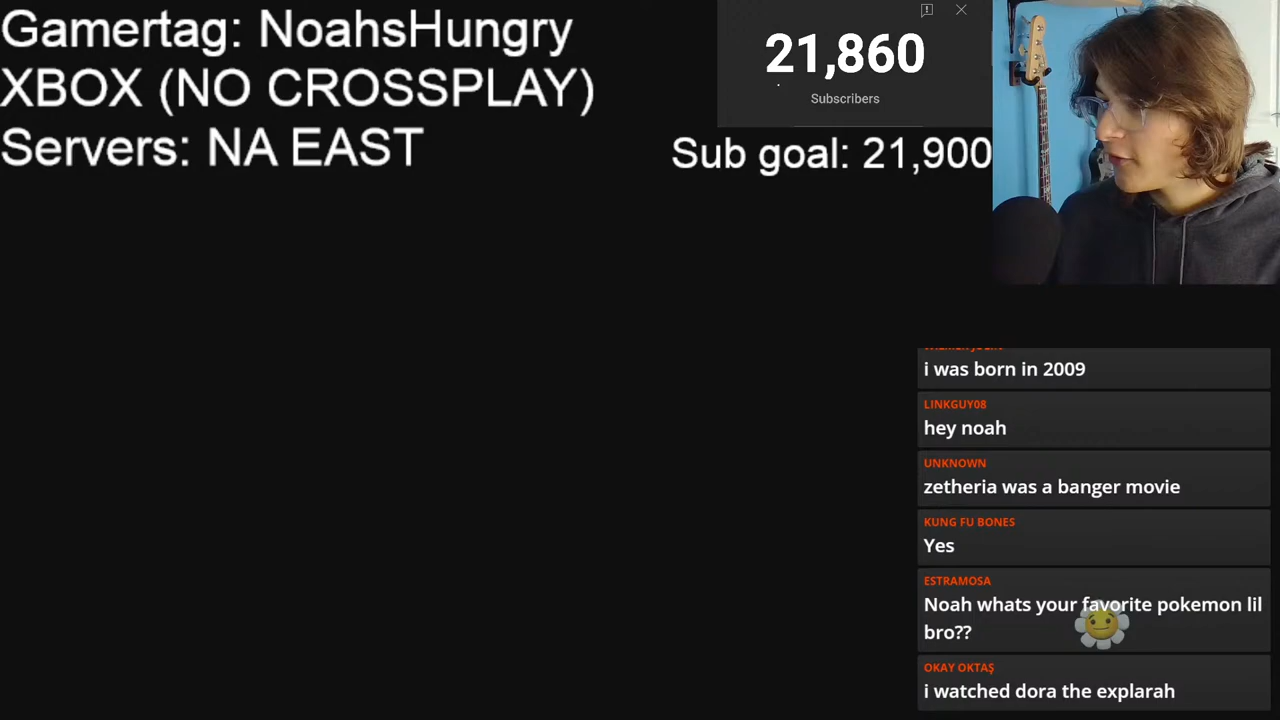 Gamertag: NoahsHungry
XBOX (NO CROSSPLAY)
Servers: NA EAST
21,860
Subscribers
Sub goal: 21,900
i was born in 2009
LINKGUY08
hey noah
UNKNOWN
zetheria was a banger movie
KUNG FU BONES
Yes
ESTRAMOSA
Noah whats your favorite pokemon lil
bro??
OKAY OKTAŞ
i watched dora the explarah